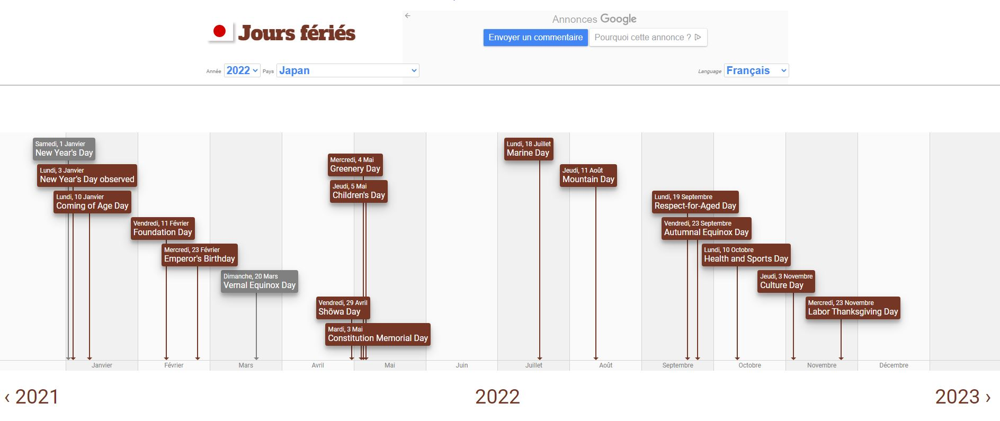 Jours fériés
Annonces Google
Envoyer un commentaire
Pourquoi cette annonce ?
Année 2022 Pays Japan
Language Français
Samedi, 1 Janvier
New Year's Day
Lundi, 3 Janvier
New Year's Day observed
Lundi, 10 Janvier
Coming of Age Day
Vendredi, 11 Février
Foundation Day
Mercredi, 23 Février
Emperor's Birthday
Dimanche, 20 Mars
Vernal Equinox Day
Vendredi, 29 Avril
Shōwa Day
Mardi, 3 Mai
Constitution Memorial Day
Mercredi, 4 Mai
Greenery Day
Jeudi, 5 Mai
Children's Day
Lundi, 18 Juillet
Marine Day
Jeudi, 11 Août
Mountain Day
Lundi, 19 Septembre
Respect-for-Aged Day
Vendredi, 23 Septembre
Autumnal Equinox Day
Lundi, 10 Octobre
Health and Sports Day
Jeudi, 3 Novembre
Culture Day
Mercredi, 23 Novembre
Labor Thanksgiving Day
Janvier Février Mars Avril Mai Juin Juillet Août Septembre Octobre Novembre Décembre
‹ 2021 2022 2023 ›